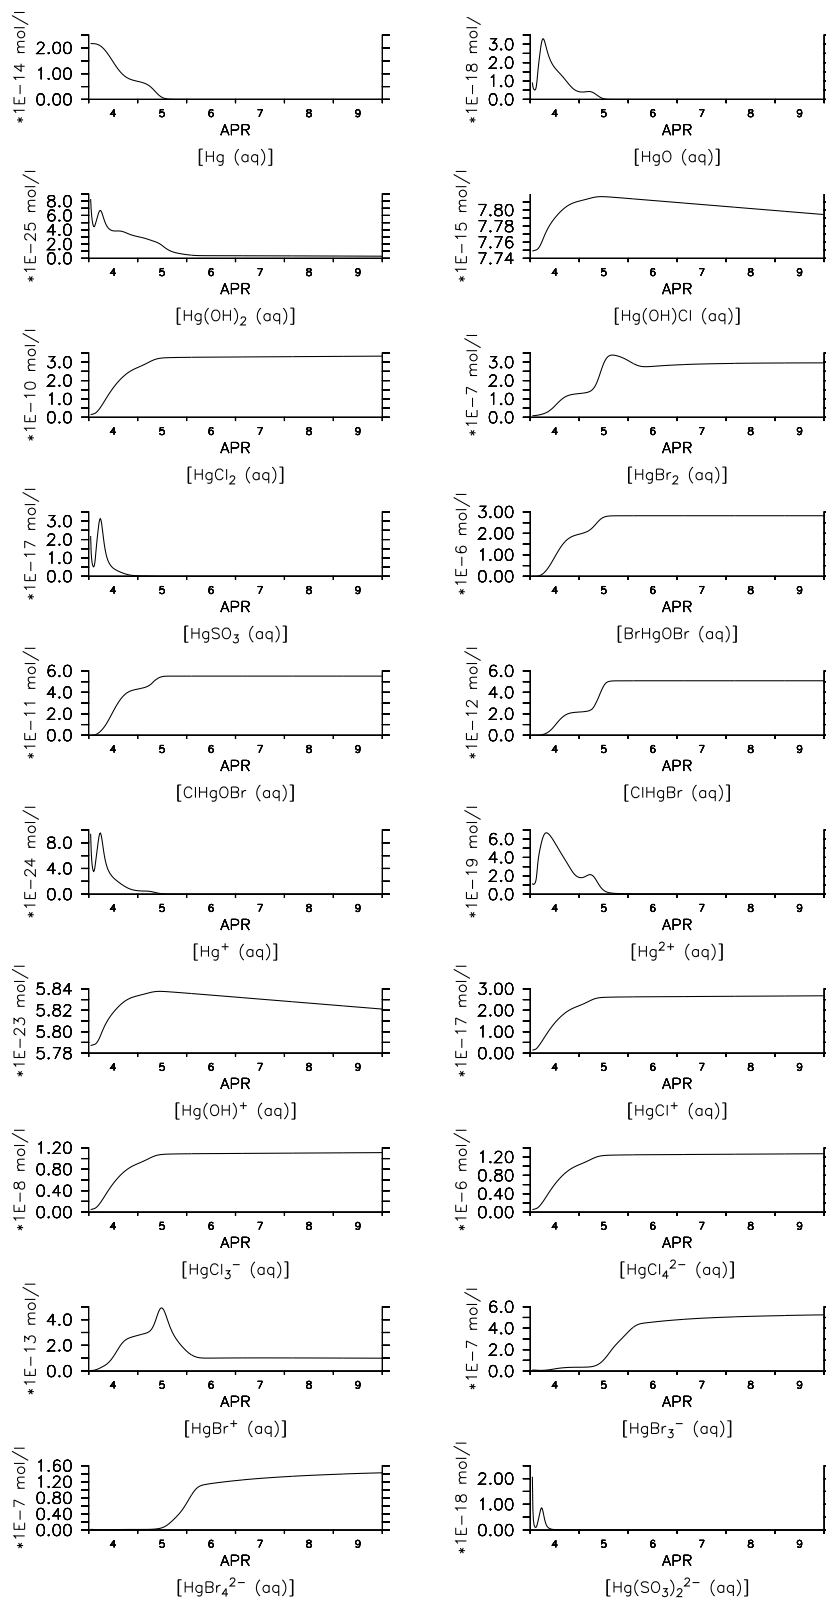 *1E−14 mol/l
2.00
1.00
0.00
4 5 6 7 8 9
APR
[Hg (aq)]
*1E−18 mol/l
3.0
2.0
1.0
0.0
4 5 6 7 8 9
APR
[HgO (aq)]
*1E−25 mol/l
8.0
6.0
4.0
2.0
0.0
4 5 6 7 8 9
APR
[Hg(OH)₂ (aq)]
*1E−15 mol/l
7.80
7.78
7.76
7.74
4 5 6 7 8 9
APR
[Hg(OH)Cl (aq)]
*1E−10 mol/l
3.0
2.0
1.0
0.0
4 5 6 7 8 9
APR
[HgCl₂ (aq)]
*1E−7 mol/l
3.0
2.0
1.0
0.0
4 5 6 7 8 9
APR
[HgBr₂ (aq)]
*1E−17 mol/l
3.0
2.0
1.0
0.0
4 5 6 7 8 9
APR
[HgSO₃ (aq)]
*1E−6 mol/l
3.00
2.00
1.00
0.00
4 5 6 7 8 9
APR
[BrHgOBr (aq)]
*1E−11 mol/l
6.0
4.0
2.0
0.0
4 5 6 7 8 9
APR
[ClHgOBr (aq)]
*1E−12 mol/l
6.0
4.0
2.0
0.0
4 5 6 7 8 9
APR
[ClHgBr (aq)]
*1E−24 mol/l
8.0
4.0
0.0
4 5 6 7 8 9
APR
[Hg⁺ (aq)]
*1E−19 mol/l
6.0
4.0
2.0
0.0
4 5 6 7 8 9
APR
[Hg²⁺ (aq)]
*1E−23 mol/l
5.84
5.82
5.80
5.78
4 5 6 7 8 9
APR
[Hg(OH)⁺ (aq)]
*1E−17 mol/l
3.00
2.00
1.00
0.00
4 5 6 7 8 9
APR
[HgCl⁺ (aq)]
*1E−8 mol/l
1.20
0.80
0.40
0.00
4 5 6 7 8 9
APR
[HgCl₃⁻ (aq)]
*1E−6 mol/l
1.20
0.80
0.40
0.00
4 5 6 7 8 9
APR
[HgCl₄²⁻ (aq)]
*1E−13 mol/l
4.0
2.0
0.0
4 5 6 7 8 9
APR
[HgBr⁺ (aq)]
*1E−7 mol/l
6.0
4.0
2.0
0.0
4 5 6 7 8 9
APR
[HgBr₃⁻ (aq)]
*1E−7 mol/l
1.60
1.20
0.80
0.40
0.00
4 5 6 7 8 9
APR
[HgBr₄²⁻ (aq)]
*1E−18 mol/l
2.00
1.00
0.00
4 5 6 7 8 9
APR
[Hg(SO₃)₂²⁻ (aq)]